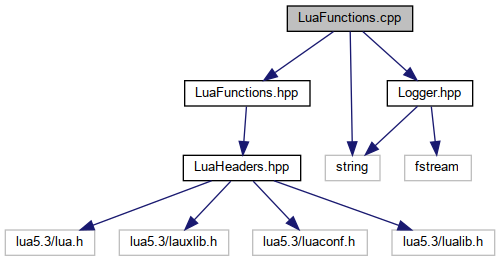 LuaFunctions.cpp
LuaFunctions.hpp
Logger.hpp
LuaHeaders.hpp
string
fstream
lua5.3/lua.h
lua5.3/lauxlib.h
lua5.3/luaconf.h
lua5.3/lualib.h